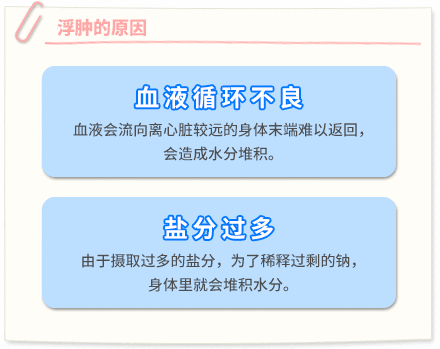 浮肿的原因
血液循环不良
血液会流向离心脏较远的身体末端难以返回，
会造成水分堆积。
盐分过多
由于摄取过多的盐分，为了稀释过剩的钠，
身体里就会堆积水分。